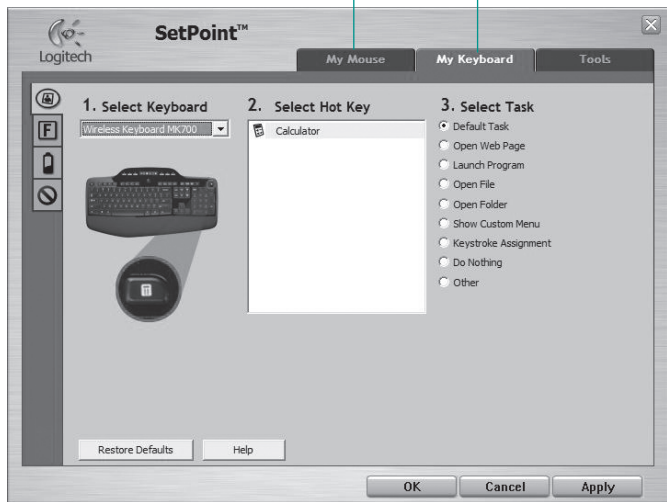 SetPoint™
Logitech
My Mouse
My Keyboard
Tools
1. Select Keyboard
Wireless Keyboard MK700
2. Select Hot Key
Calculator
3. Select Task
Default Task
Open Web Page
Launch Program
Open File
Open Folder
Show Custom Menu
Keystroke Assignment
Do Nothing
Other
F
Restore Defaults
Help
OK
Cancel
Apply